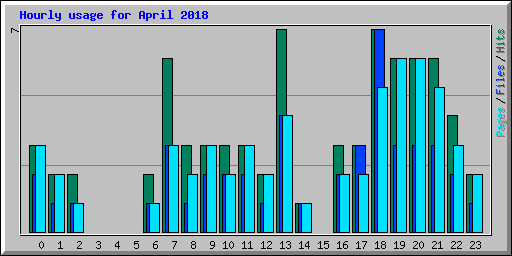 Hourly usage for April 2018
7
Pages/Files/Hits
0 1 2 3 4 5 6 7 8 9 10 11 12 13 14 15 16 17 18 19 20 21 22 23